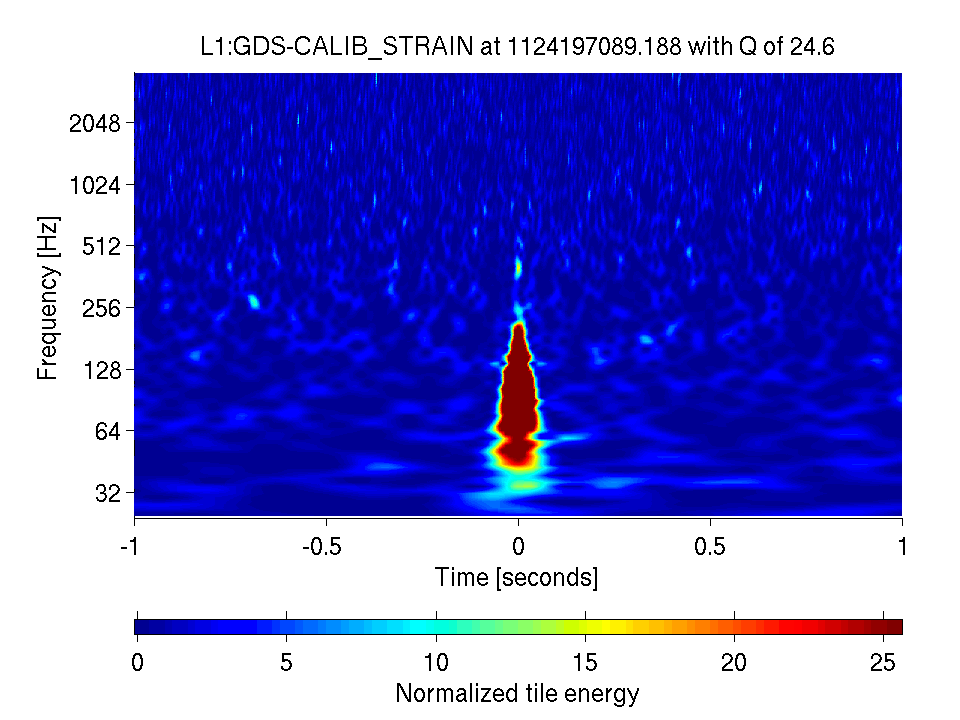 L1:GDS-CALIB_STRAIN at 1124197089.188 with Q of 24.6
Frequency [Hz]
2048
1024
512
256
128
64
32
-1 -0.5 0 0.5 1
Time [seconds]
0 5 10 15 20 25
Normalized tile energy